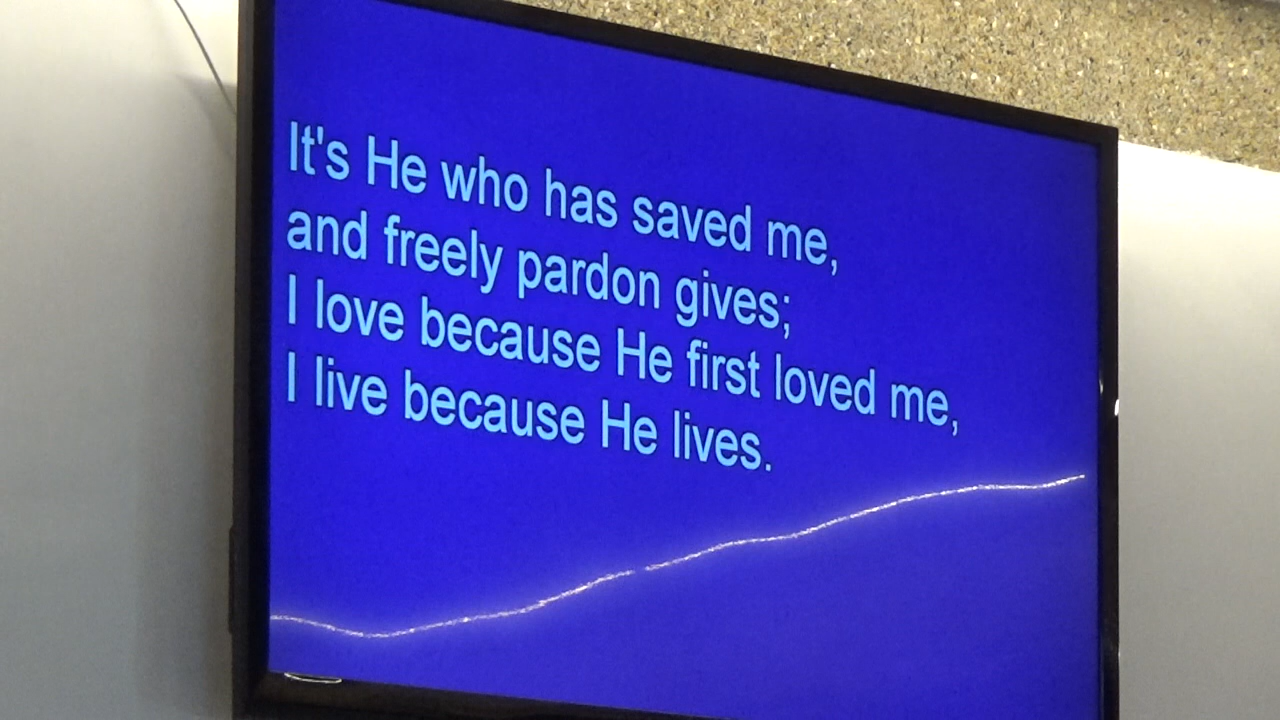 It's He who has saved me,
and freely pardon gives;
I love because He first loved me,
I live because He lives.